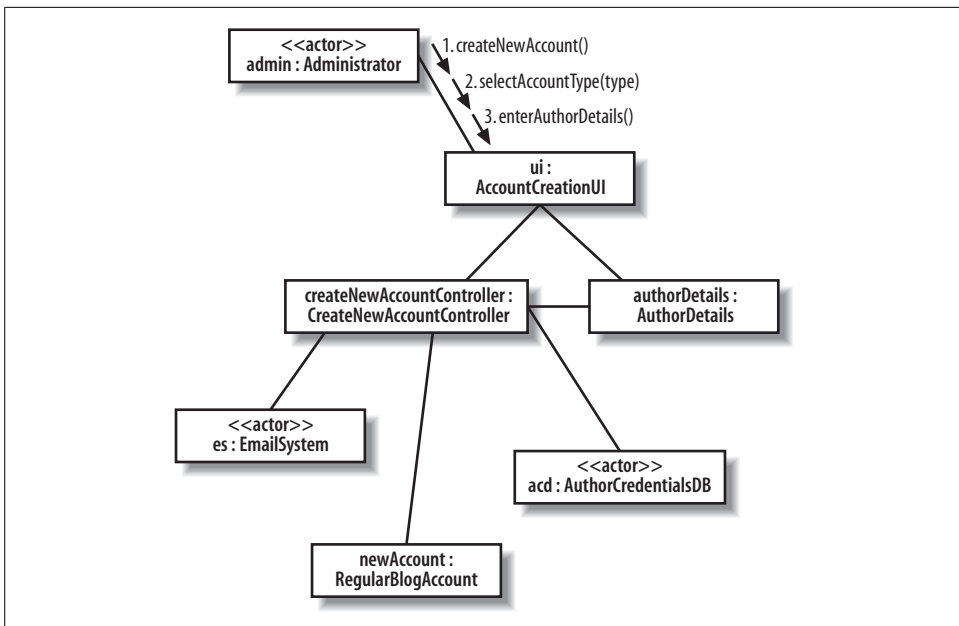 <<actor>>
admin : Administrator
1. createNewAccount()
2. selectAccountType(type)
3. enterAuthorDetails()
ui :
AccountCreationUI
createNewAccountController :
CreateNewAccountController
authorDetails :
AuthorDetails
<<actor>>
es : EmailSystem
<<actor>>
acd : AuthorCredentialsDB
newAccount :
RegularBlogAccount